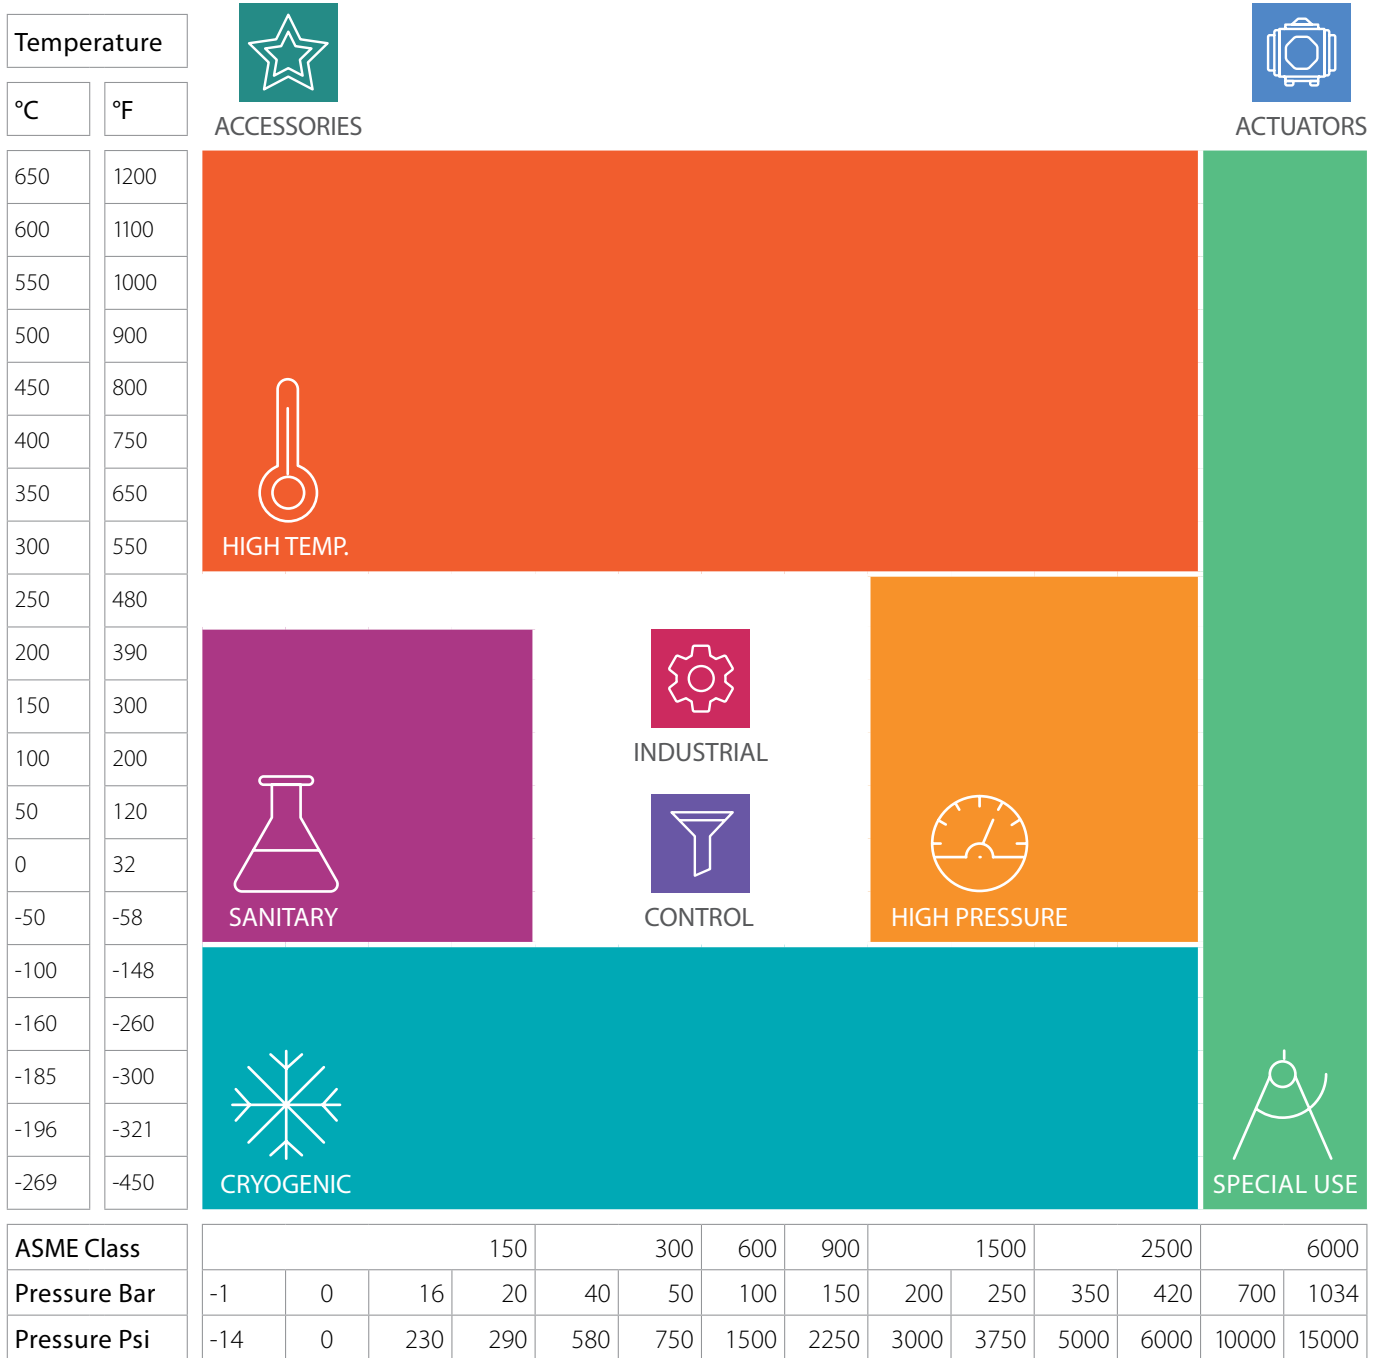 Temperature
°C °F
ACCESSORIES ACTUATORS
650 1200
600 1100
550 1000
500 900
450 800
400 750
350 650
300 550
HIGH TEMP.
250 480
200 390
150 300
100 200
INDUSTRIAL
50 120
0 32
-50 -58
SANITARY CONTROL HIGH PRESSURE
-100 -148
-160 -260
-185 -300
-196 -321
-269 -450
CRYOGENIC SPECIAL USE
ASME Class 150 300 600 900 1500 2500 6000
Pressure Bar -1 0 16 20 40 50 100 150 200 250 350 420 700 1034
Pressure Psi -14 0 230 290 580 750 1500 2250 3000 3750 5000 6000 10000 15000